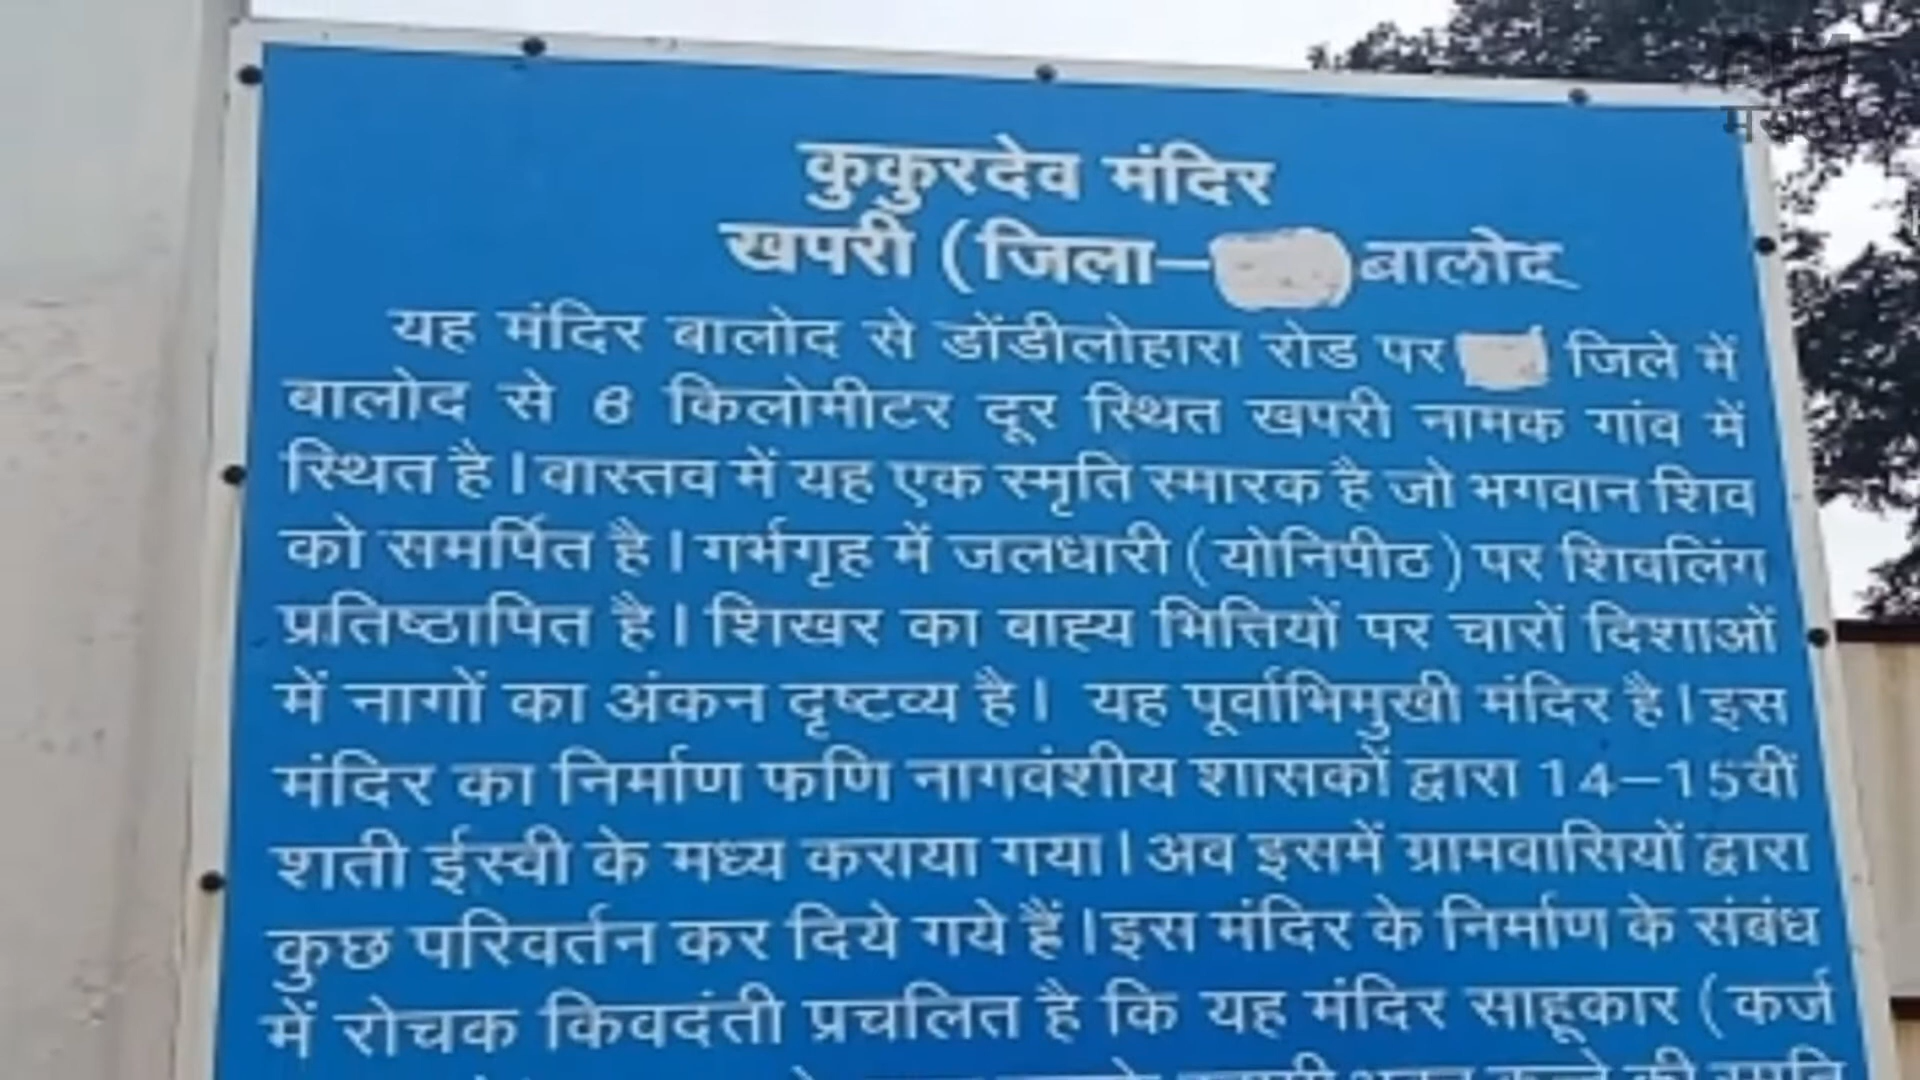 कुकुरदेव मंदिर
खपरी (जिला– बालोद
यह मंदिर बालोद से डोंडीलोहारा रोड पर जिले में
बालोद से 6 किलोमीटर दूर स्थित खपरी नामक गांव में
स्थित है । वास्तव में यह एक स्मृति स्मारक है जो भगवान शिव
को समर्पित है । गर्भगृह में जलधारी (योनिपीठ) पर शिवलिंग
प्रतिष्ठापित है । शिखर का बाह्य भित्तियों पर चारों दिशाओं
में नागों का अंकन दृष्टव्य है । यह पूर्वाभिमुखी मंदिर है । इस
मंदिर का निर्माण फणि नागवंशीय शासकों द्वारा 14–15वीं
शती ईस्वी के मध्य कराया गया । अव इसमें ग्रामवासियों द्वारा
कुछ परिवर्तन कर दिये गये हैं । इस मंदिर के निर्माण के संबंध
में रोचक किवदंती प्रचलित है कि यह मंदिर साहूकार (कर्ज